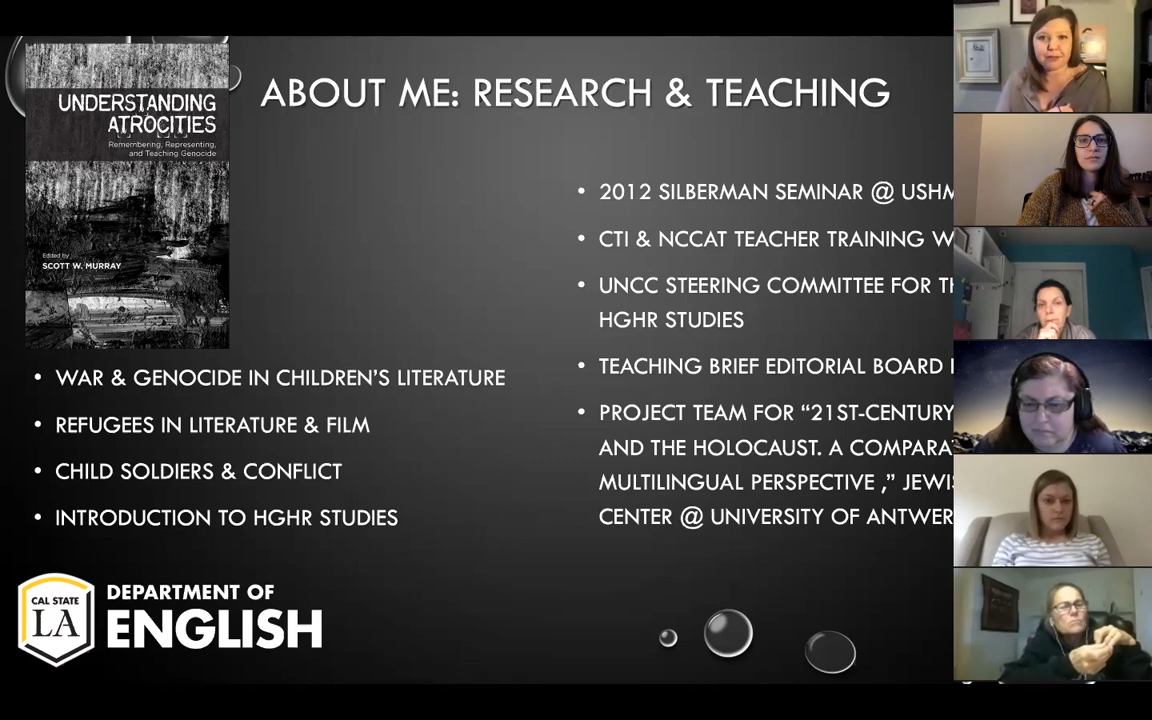 UNDERSTANDING
ATROCITIES
Remembering, Representing,
and Teaching Genocide
Edited by
SCOTT W. MURRAY
ABOUT ME: RESEARCH & TEACHING
• WAR & GENOCIDE IN CHILDREN’S LITERATURE
• REFUGEES IN LITERATURE & FILM
• CHILD SOLDIERS & CONFLICT
• INTRODUCTION TO HGHR STUDIES
• 2012 SILBERMAN SEMINAR @ USHM
• CTI & NCCAT TEACHER TRAINING W
• UNCC STEERING COMMITTEE FOR TH
HGHR STUDIES
• TEACHING BRIEF EDITORIAL BOARD
• PROJECT TEAM FOR “21ST-CENTURY
AND THE HOLOCAUST. A COMPARA
MULTILINGUAL PERSPECTIVE ,” JEWIS
CENTER @ UNIVERSITY OF ANTWER
CAL STATE
LA
DEPARTMENT OF
ENGLISH